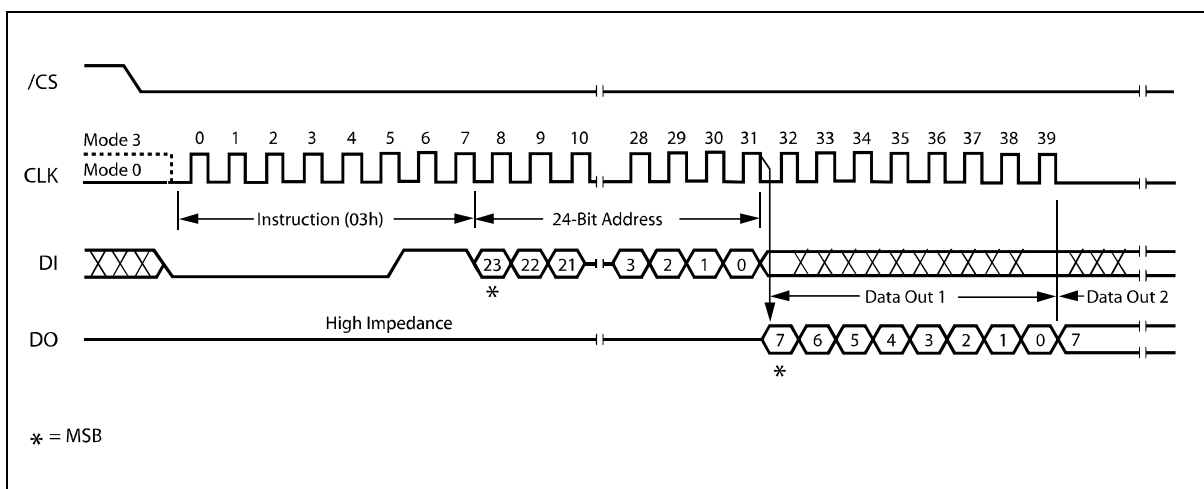 /CS
Mode 3
0 1 2 3 4 5 6 7 8 9 10 28 29 30 31 32 33 34 35 36 37 38 39
CLK
Mode 0
Instruction (03h) 24-Bit Address
DI 23 22 21 3 2 1 0
*
Data Out 1 Data Out 2
High Impedance
DO 7 6 5 4 3 2 1 0 7
*
* = MSB